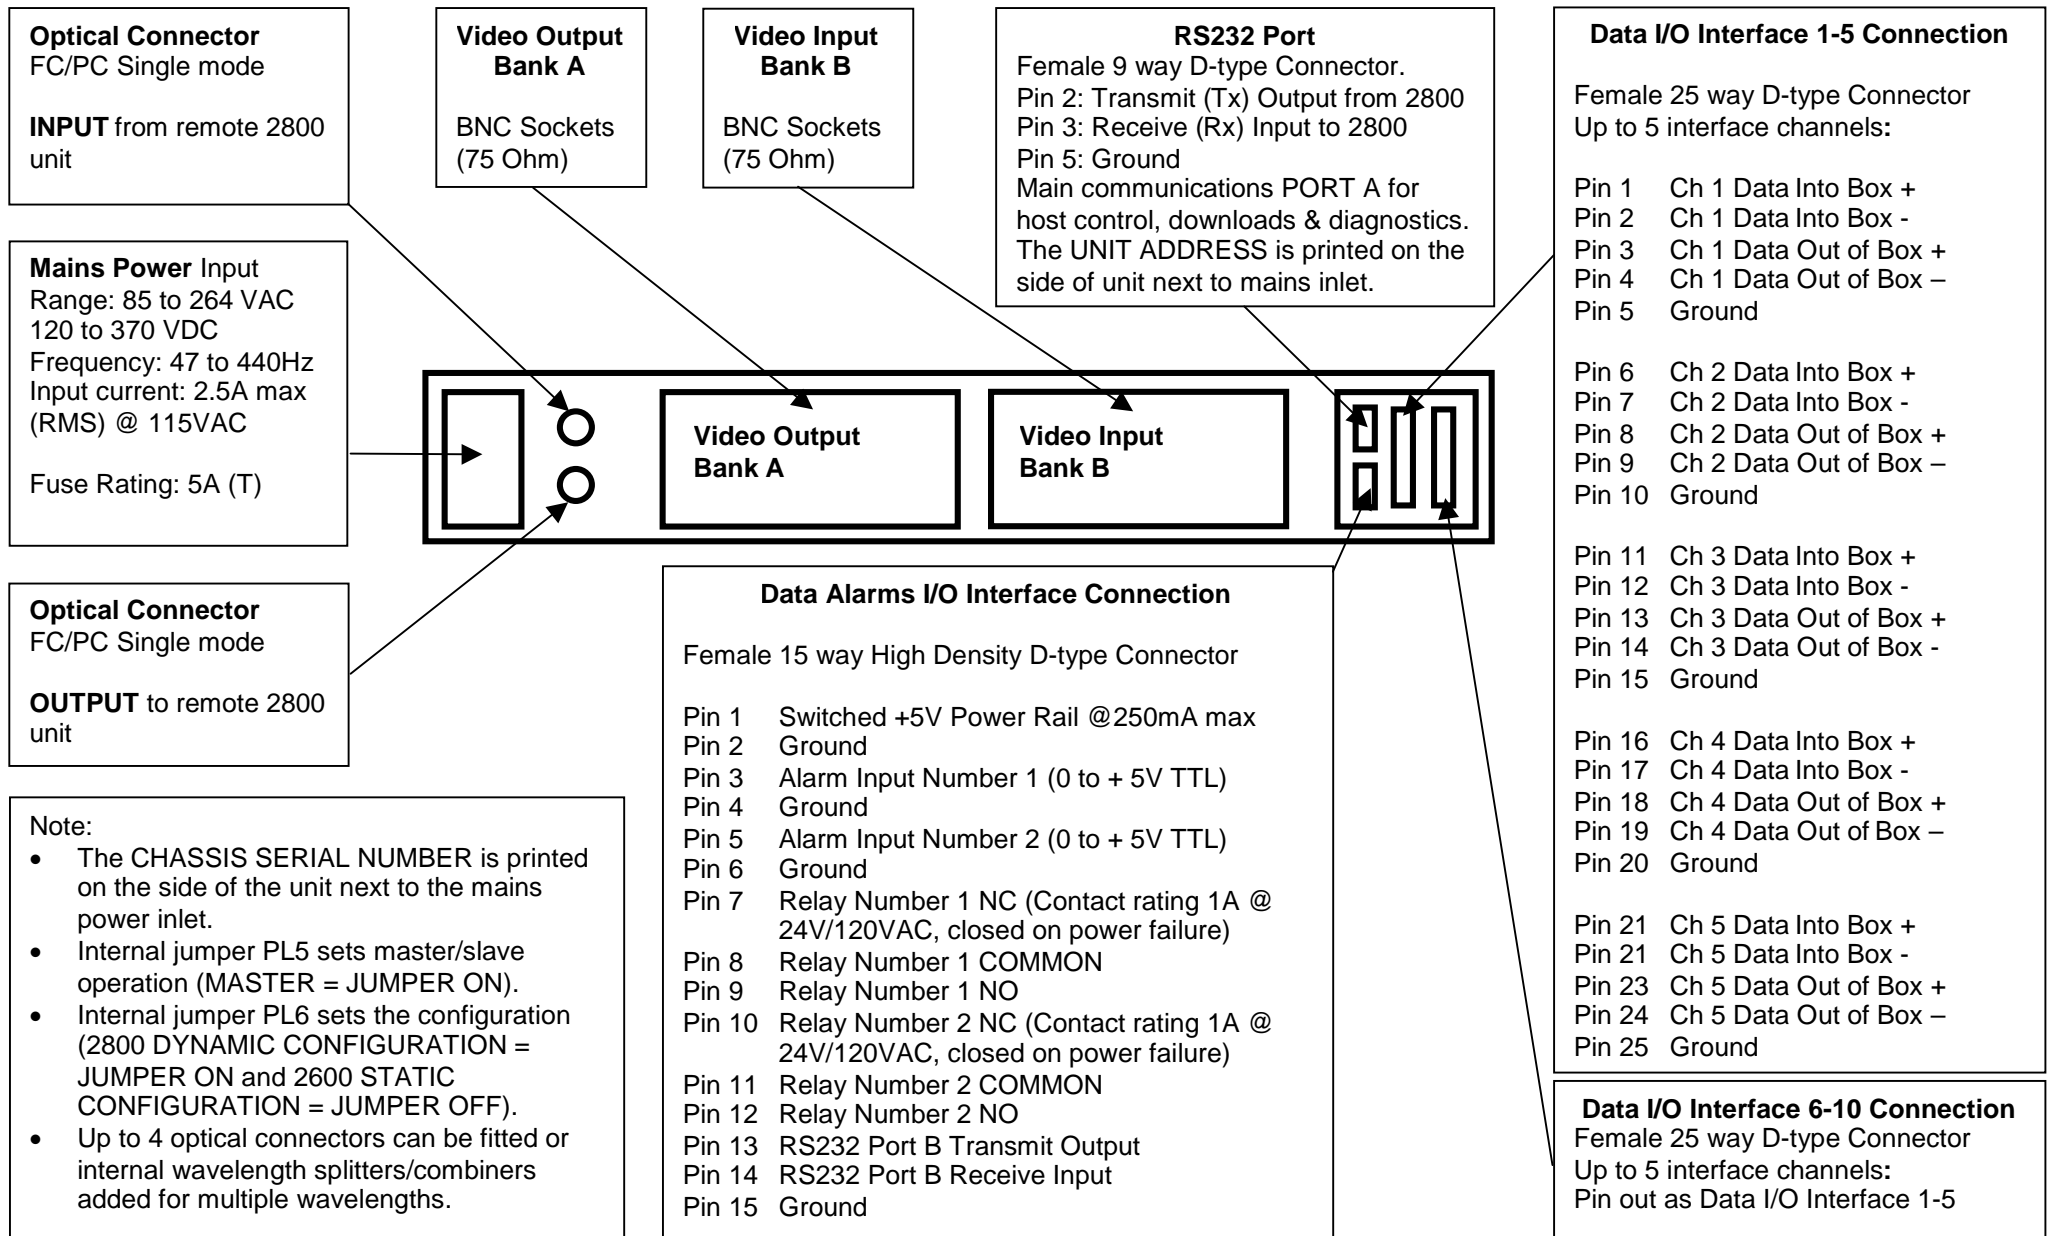 Optical Connector
FC/PC Single mode
INPUT from remote 2800
unit
Video Output
Bank A
BNC Sockets
(75 Ohm)
Video Input
Bank B
BNC Sockets
(75 Ohm)
RS232 Port
Female 9 way D-type Connector.
Pin 2: Transmit (Tx) Output from 2800
Pin 3: Receive (Rx) Input to 2800
Pin 5: Ground
Main communications PORT A for
host control, downloads & diagnostics.
The UNIT ADDRESS is printed on the
side of unit next to mains inlet.
Data I/O Interface 1-5 Connection
Female 25 way D-type Connector
Up to 5 interface channels:
Pin 1 Ch 1 Data Into Box +
Pin 2 Ch 1 Data Into Box -
Pin 3 Ch 1 Data Out of Box +
Pin 4 Ch 1 Data Out of Box –
Pin 5 Ground
Pin 6 Ch 2 Data Into Box +
Pin 7 Ch 2 Data Into Box -
Pin 8 Ch 2 Data Out of Box +
Pin 9 Ch 2 Data Out of Box –
Pin 10 Ground
Pin 11 Ch 3 Data Into Box +
Pin 12 Ch 3 Data Into Box -
Pin 13 Ch 3 Data Out of Box +
Pin 14 Ch 3 Data Out of Box -
Pin 15 Ground
Pin 16 Ch 4 Data Into Box +
Pin 17 Ch 4 Data Into Box -
Pin 18 Ch 4 Data Out of Box +
Pin 19 Ch 4 Data Out of Box –
Pin 20 Ground
Pin 21 Ch 5 Data Into Box +
Pin 21 Ch 5 Data Into Box -
Pin 23 Ch 5 Data Out of Box +
Pin 24 Ch 5 Data Out of Box –
Pin 25 Ground
Mains Power Input
Range: 85 to 264 VAC
120 to 370 VDC
Frequency: 47 to 440Hz
Input current: 2.5A max
(RMS) @ 115VAC
Fuse Rating: 5A (T)
Video Output
Bank A
Video Input
Bank B
Optical Connector
FC/PC Single mode
OUTPUT to remote 2800
unit
Data Alarms I/O Interface Connection
Female 15 way High Density D-type Connector
Pin 1 Switched +5V Power Rail @250mA max
Pin 2 Ground
Pin 3 Alarm Input Number 1 (0 to + 5V TTL)
Pin 4 Ground
Pin 5 Alarm Input Number 2 (0 to + 5V TTL)
Pin 6 Ground
Pin 7 Relay Number 1 NC (Contact rating 1A @
24V/120VAC, closed on power failure)
Pin 8 Relay Number 1 COMMON
Pin 9 Relay Number 1 NO
Pin 10 Relay Number 2 NC (Contact rating 1A @
24V/120VAC, closed on power failure)
Pin 11 Relay Number 2 COMMON
Pin 12 Relay Number 2 NO
Pin 13 RS232 Port B Transmit Output
Pin 14 RS232 Port B Receive Input
Pin 15 Ground
Note:
• The CHASSIS SERIAL NUMBER is printed
on the side of the unit next to the mains
power inlet.
• Internal jumper PL5 sets master/slave
operation (MASTER = JUMPER ON).
• Internal jumper PL6 sets the configuration
(2800 DYNAMIC CONFIGURATION =
JUMPER ON and 2600 STATIC
CONFIGURATION = JUMPER OFF).
• Up to 4 optical connectors can be fitted or
internal wavelength splitters/combiners
added for multiple wavelengths.
Data I/O Interface 6-10 Connection
Female 25 way D-type Connector
Up to 5 interface channels:
Pin out as Data I/O Interface 1-5